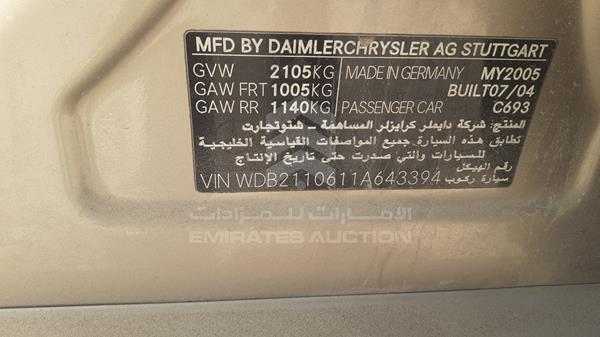 MFD BY DAIMLERCHRYSLER AG STUTTGART
GVW 2105KG MADE IN GERMANY MY2005
GAW FRT 1005KG BUILT07/04
GAW RR 1140KG PASSENGER CAR C693
المنتج: شركة دايملر كرايزلر المساهمة - شتوتجارت
تطابق هذه السيارة جميع المواصفات القياسية الخليجية
للسيارات والتي صدرت حتى تاريخ الإنتاج
رقم الهيكل
VIN WDB2110611A643394 سيارة ركوب
الامارات للمزادات
EMIRATES AUCTION